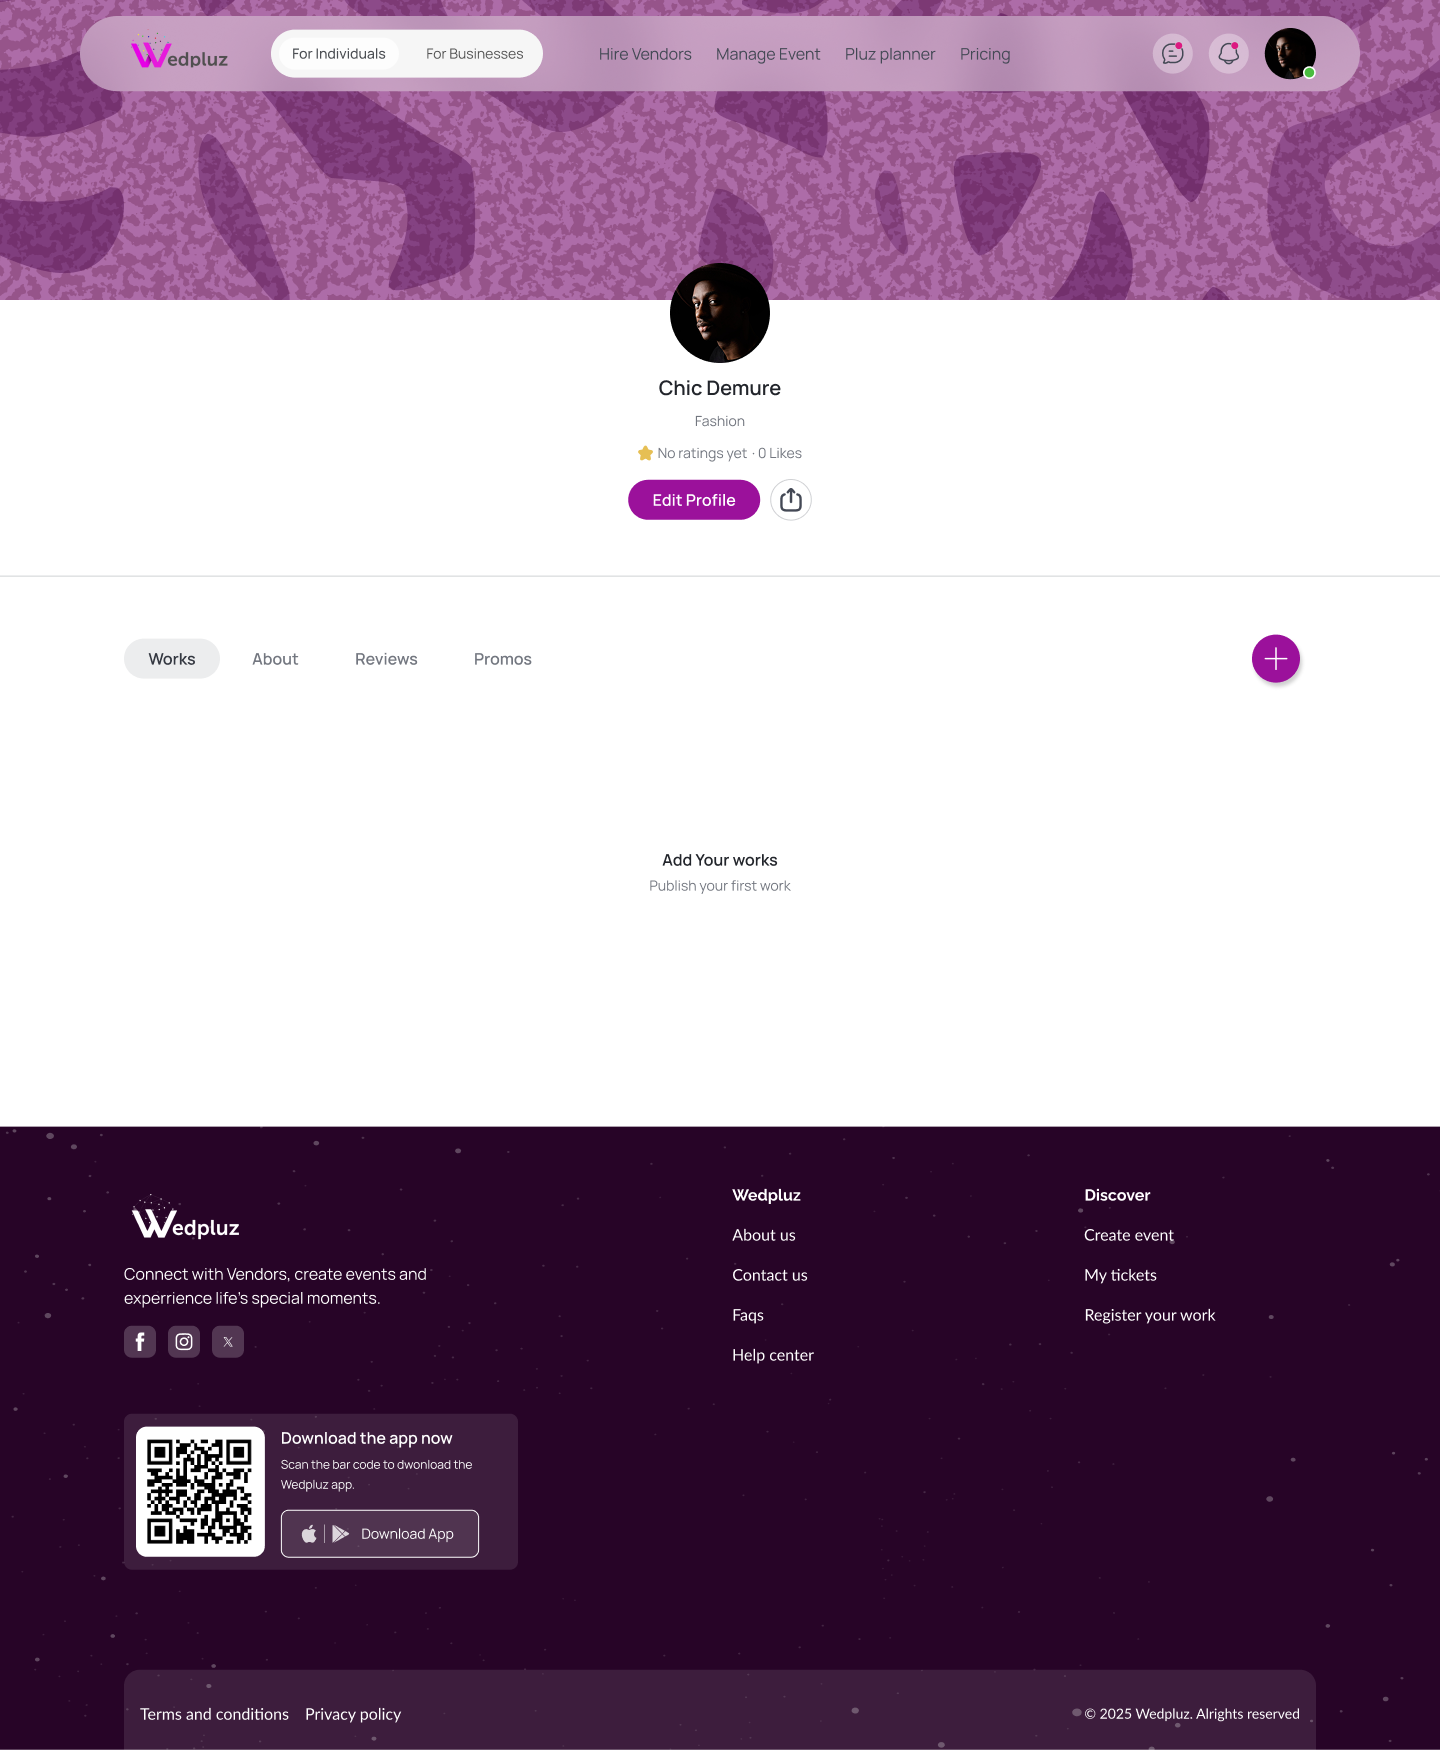 Wedpluz
For Individuals
For Businesses
Hire Vendors
Manage Event
Pluz planner
Pricing
Chic Demure
Fashion
No ratings yet · 0 Likes
Edit Profile
Works
About
Reviews
Promos
Add Your works
Publish your first work
Wedpluz
Connect with Vendors, create events and
experrience life's special moments.
Download the app now
Scan the bar code to dwonload the
Wedpluz app.
Download App
Wedpluz
About us
Contact us
Faqs
Help center
Discover
Create event
My tickets
Register your work
Terms and conditions
Privacy policy
© 2025 Wedpluz. Alrights reserved